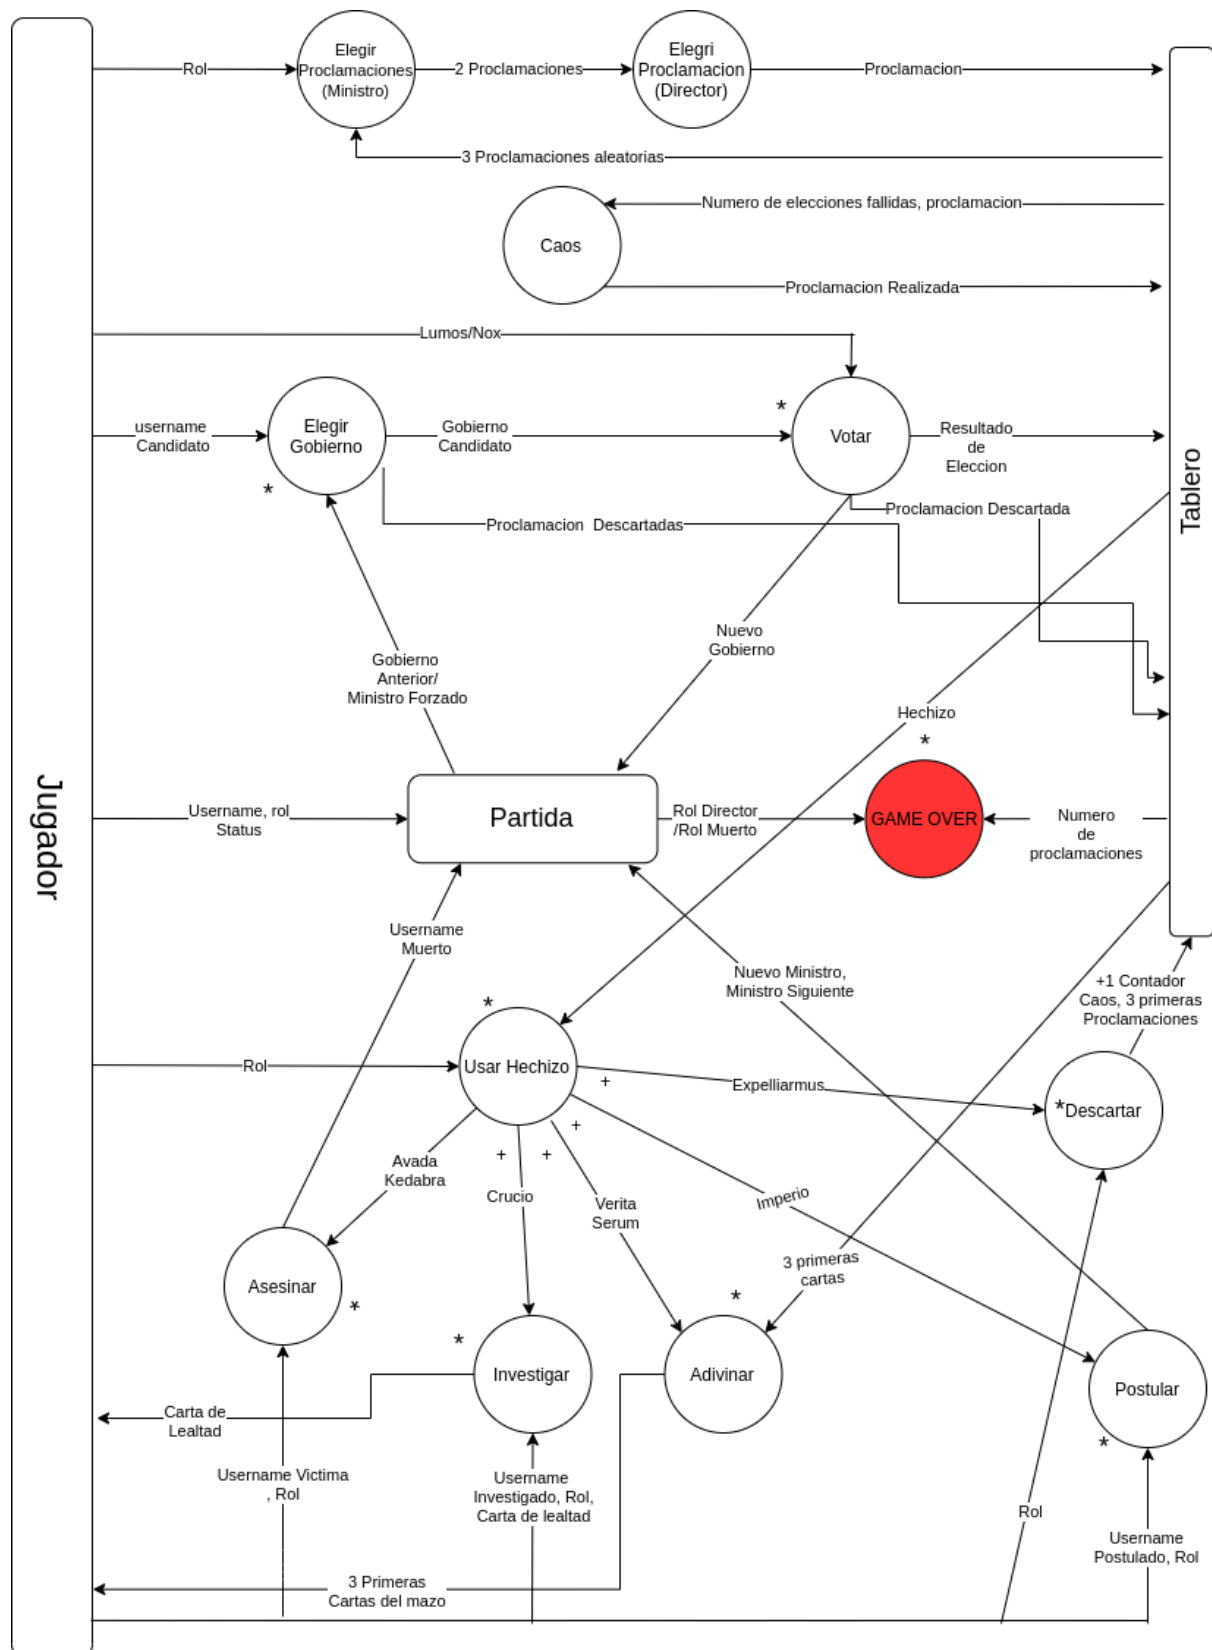 Elegir
Proclamaciones
(Ministro)
Elegri
Proclamacion
(Director)
Rol
2 Proclamaciones
Proclamacion
3 Proclamaciones aleatorias
Numero de elecciones fallidas, proclamacion
Caos
Proclamacion Realizada
Lumos/Nox
username
Candidato
Elegir
Gobierno
*
Gobierno
Candidato
*
Votar
Resultado
de
Eleccion
Tablero
Proclamacion Descartadas
Proclamacion Descartada
Nuevo
Gobierno
Gobierno
Anterior/
Ministro Forzado
Hechizo
*
Jugador
Username, rol
Status
Partida
Rol Director
/Rol Muerto
GAME OVER
Numero
de
proclamaciones
Username
Muerto
Nuevo Ministro,
Ministro Siguiente
+1 Contador
Caos, 3 primeras
Proclamaciones
*
Rol
Usar Hechizo
+
Expelliarmus
*Descartar
+
+
+
Avada
Kedabra
Crucio
Verita
Serum
Imperio
3 primeras
cartas
Asesinar
*
*
Investigar
*
Adivinar
Postular
*
Carta de
Lealtad
Username Victima
, Rol
Username
Investigado, Rol,
Carta de lealtad
Rol
Username
Postulado, Rol
3 Primeras
Cartas del mazo